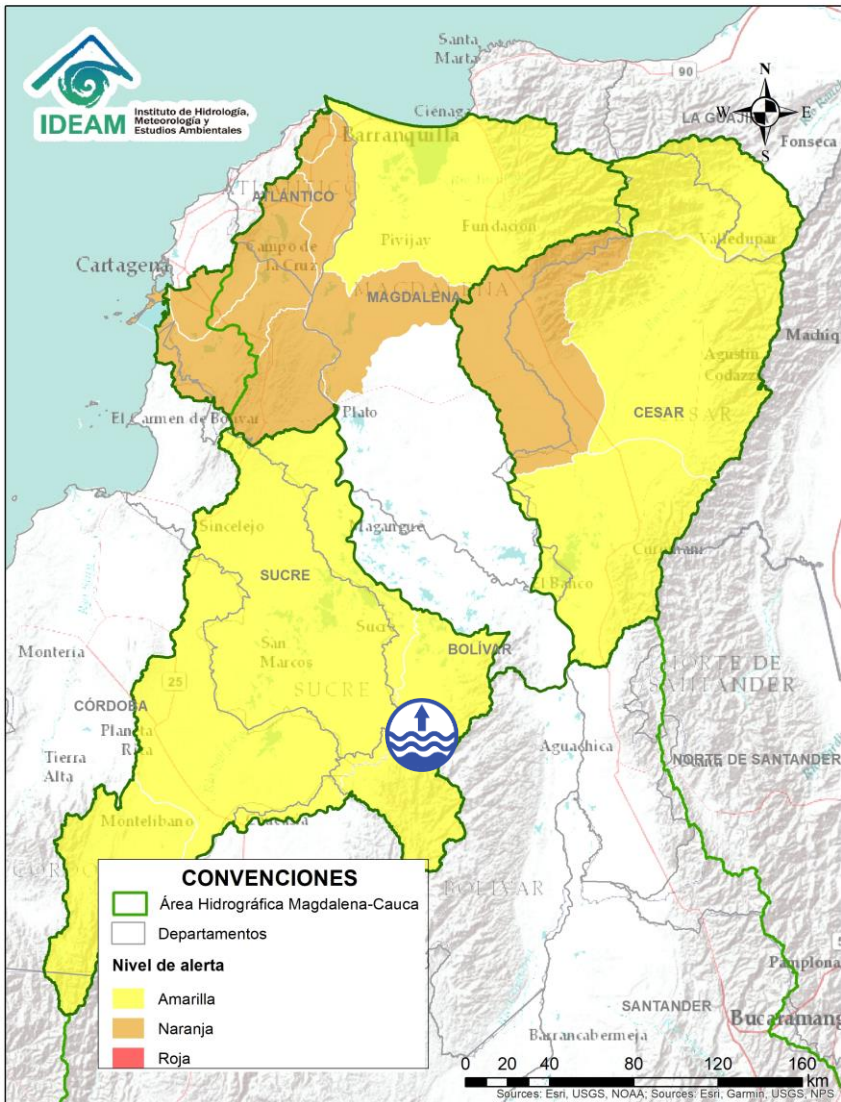 IDEAM
Instituto de Hidrología,
Meteorología y
Estudios Ambientales
Santa
Marta
90
N
W
E
S
LA GUAJIR
Ciénaga
Barranquilla
Fonseca
ATLÁNTICO
Pivijay
Fundación
Valledupar
Cartagena
Campo de
la Cruz
MAGDALENA
Agustín
Codazzi
CESAR
El Carmen de Bolívar
Plato
Sincelejo
Magangué
SUCRE
El Banco
Sucre
San
Marcos
SUCRE
BOLÍVAR
Montería
25
NORTE DE
SANTANDER
CÓRDOBA
Planeta
Rica
Tierra
Alta
Aguachica
NORTE DE SANTANDER
Montelíbano
BOLÍVAR
CONVENCIONES
Área Hidrográfica Magdalena-Cauca
Departamentos
Nivel de alerta
Amarilla
Naranja
Roja
Pamplona
SANTANDER
Bucaramang
Barrancabermeja
0 20 40 80 120 160
km
Sources: Esri, USGS, NOAA; Sources: Esri, Garmin, USGS, NPS